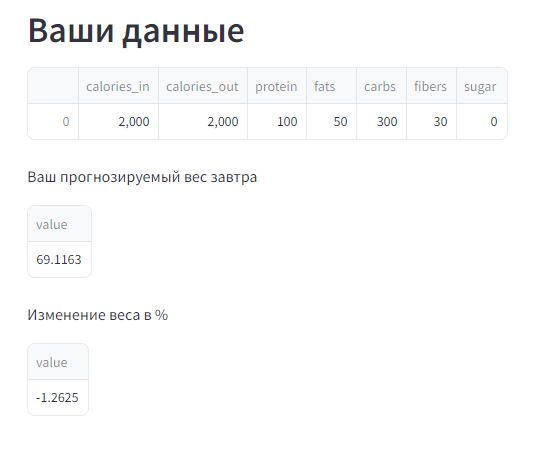 Ваши данные
calories_in calories_out protein fats carbs fibers sugar
0 2,000 2,000 100 50 300 30 0
Ваш прогнозируемый вес завтра
value
69.1163
Изменение веса в %
value
-1.2625